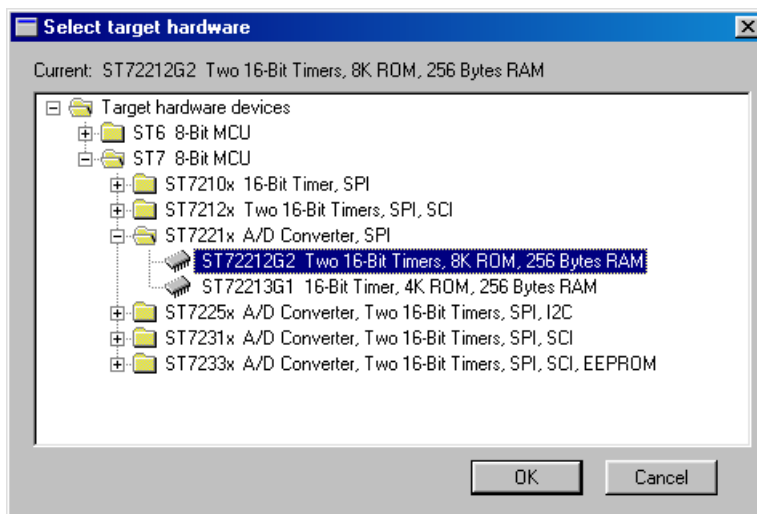 Select target hardware
Current: ST72212G2 Two 16-Bit Timers, 8K ROM, 256 Bytes RAM
Target hardware devices
ST6 8-Bit MCU
ST7 8-Bit MCU
ST7210x 16-Bit Timer, SPI
ST7212x Two 16-Bit Timers, SPI, SCI
ST7221x A/D Converter, SPI
ST72212G2 Two 16-Bit Timers, 8K ROM, 256 Bytes RAM
ST72213G1 16-Bit Timer, 4K ROM, 256 Bytes RAM
ST7225x A/D Converter, Two 16-Bit Timers, SPI, I2C
ST7231x A/D Converter, Two 16-Bit Timers, SPI, SCI
ST7233x A/D Converter, Two 16-Bit Timers, SPI, SCI, EEPROM
OK Cancel